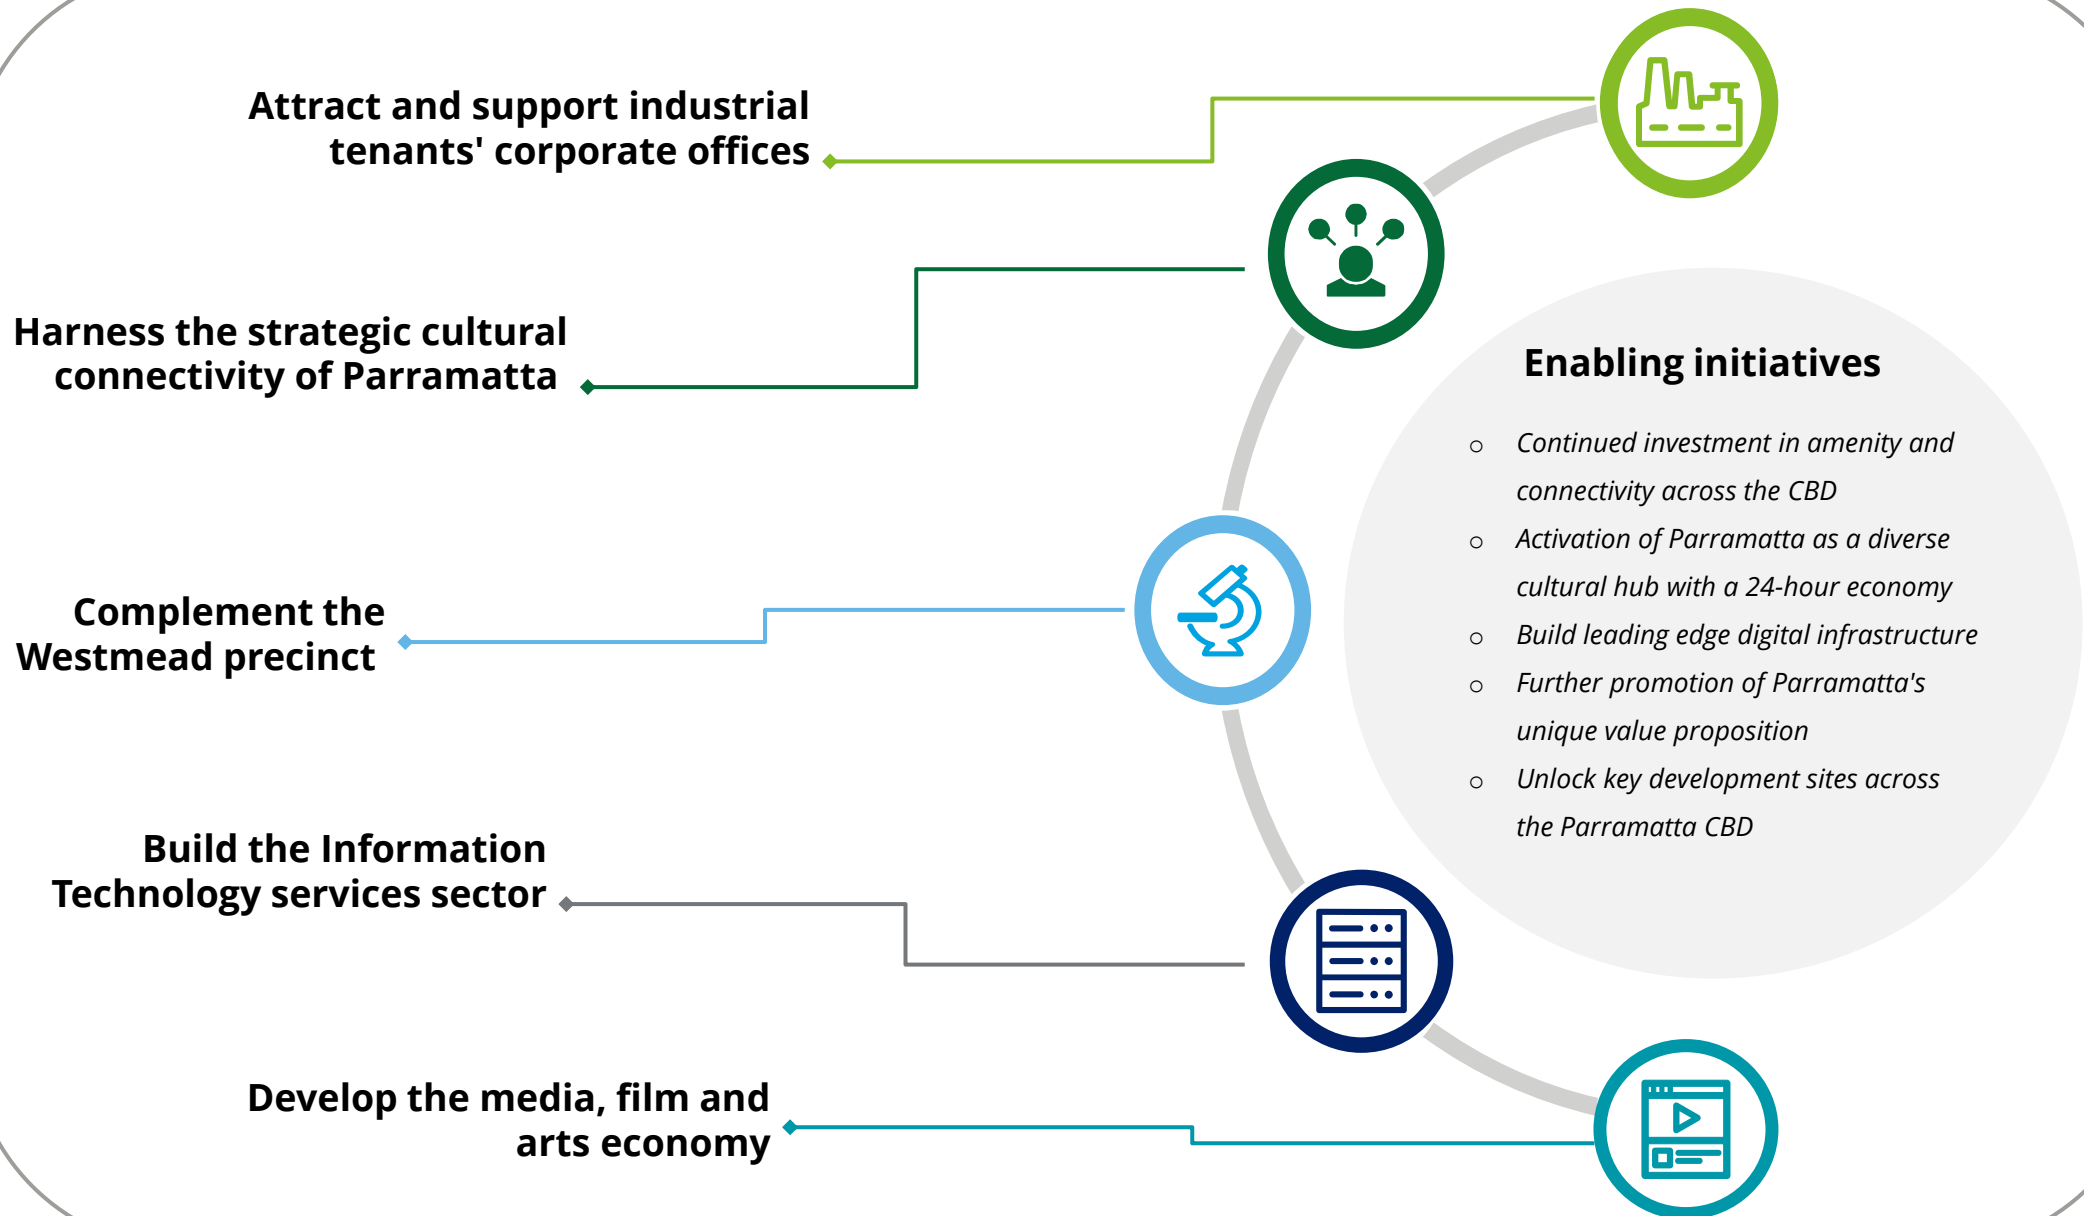 Attract and support industrial
tenants' corporate offices
Harness the strategic cultural
connectivity of Parramatta
Complement the
Westmead precinct
Build the Information
Technology services sector
Develop the media, film and
arts economy
Enabling initiatives
o Continued investment in amenity and
connectivity across the CBD
o Activation of Parramatta as a diverse
cultural hub with a 24-hour economy
o Build leading edge digital infrastructure
o Further promotion of Parramatta's
unique value proposition
o Unlock key development sites across
the Parramatta CBD